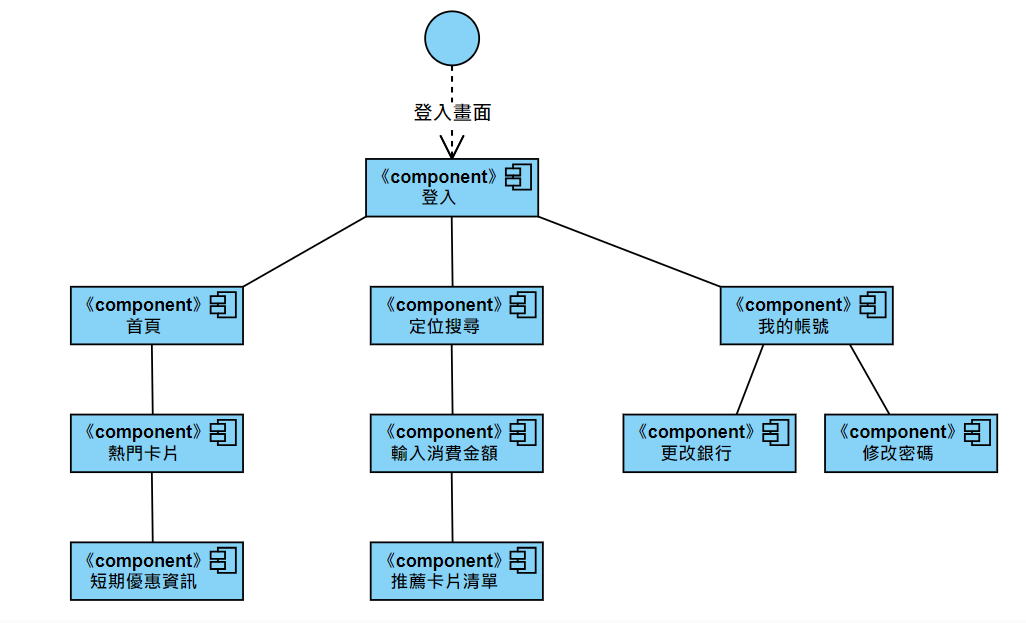 登入畫面
《component》
登入
《component》
首頁
《component》
定位搜尋
《component》
我的帳號
《component》
熱門卡片
《component》
輸入消費金額
《component》
更改銀行
《component》
修改密碼
《component》
短期優惠資訊
《component》
推薦卡片清單